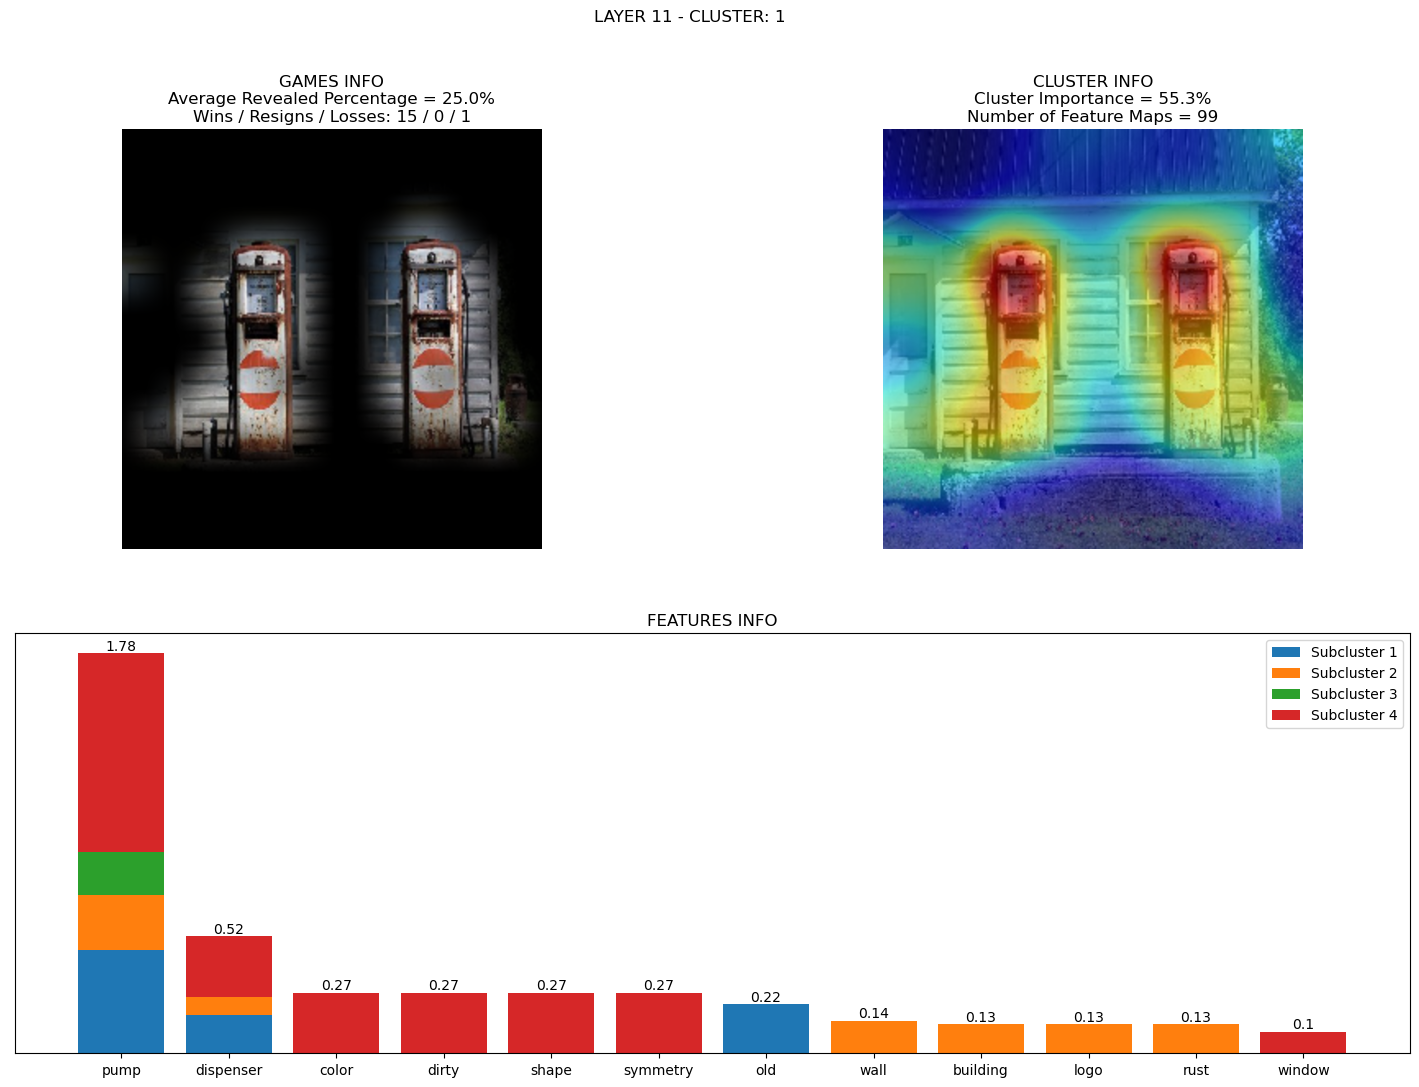 LAYER 11 - CLUSTER: 1
GAMES INFO
Average Revealed Percentage = 25.0%
Wins / Resigns / Losses: 15 / 0 / 1
CLUSTER INFO
Cluster Importance = 55.3%
Number of Feature Maps = 99
FEATURES INFO
1.78
0.52
0.27
0.27
0.27
0.27
0.22
0.14
0.13
0.13
0.13
0.1
Subcluster 1
Subcluster 2
Subcluster 3
Subcluster 4
pump
dispenser
color
dirty
shape
symmetry
old
wall
building
logo
rust
window